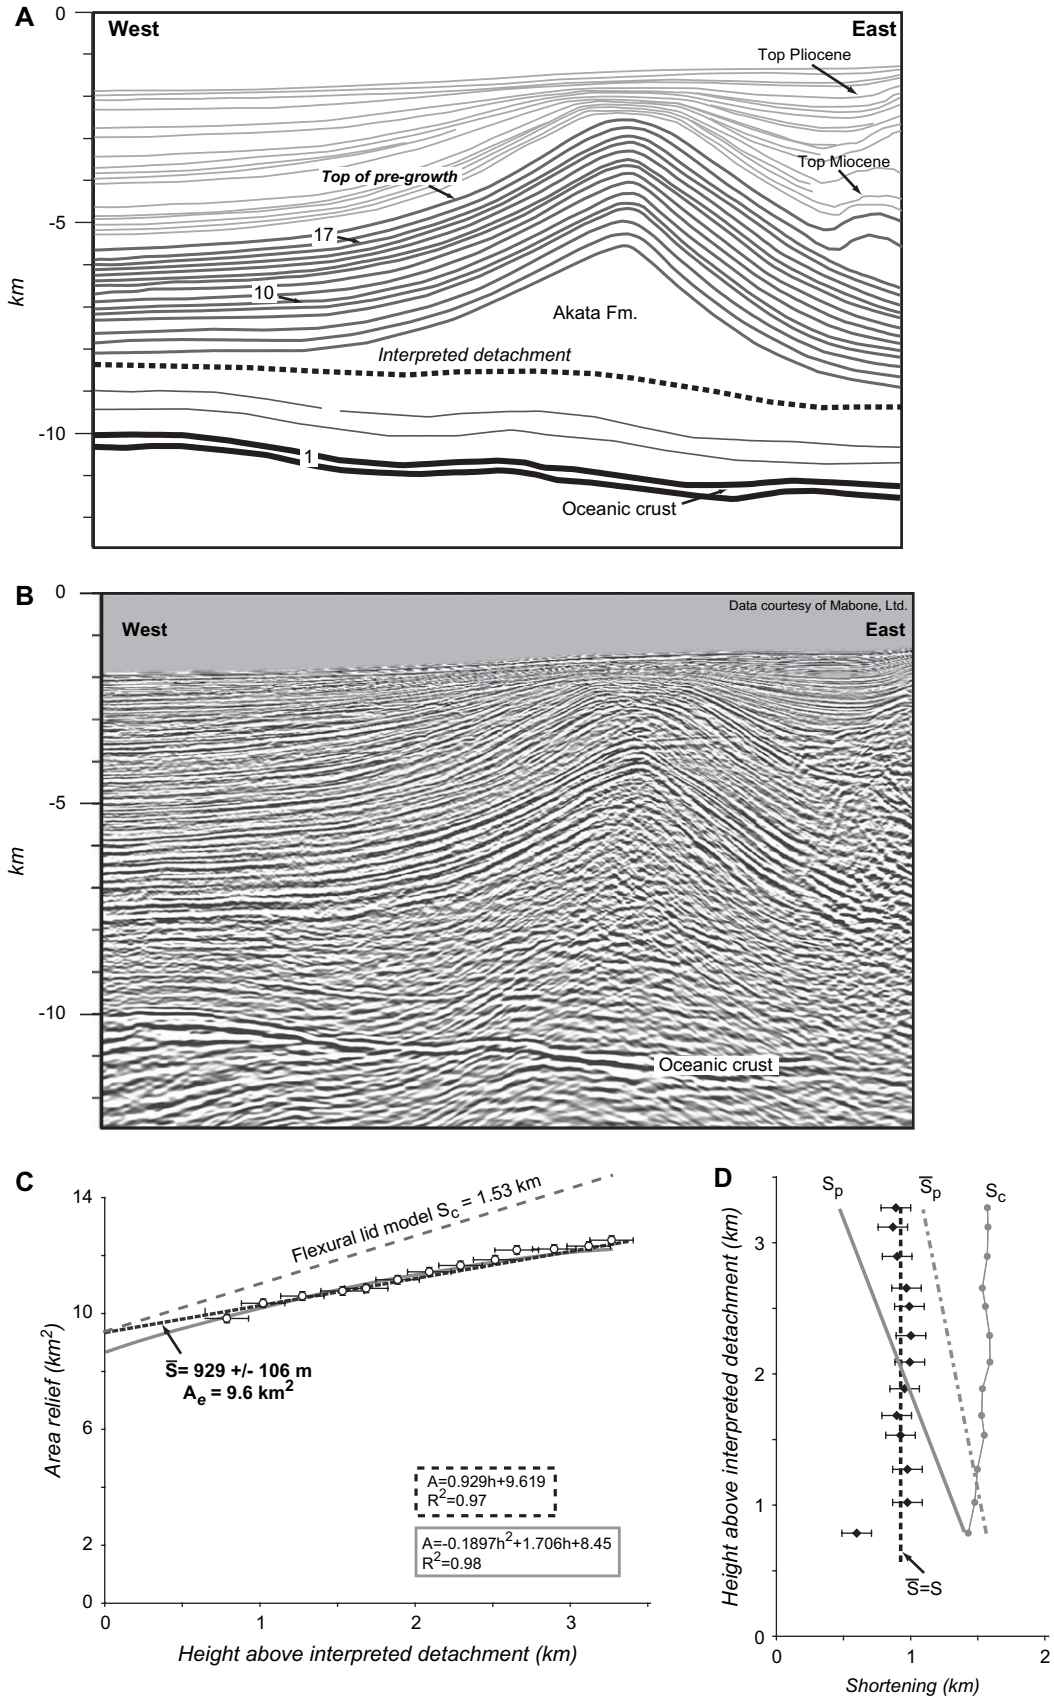 A
West
East
0
Top Pliocene
Top Miocene
Top of pre-growth
17
-5
10
km
Akata Fm.
Interpreted detachment
-10
1
Oceanic crust
B
0
Data courtesy of Mabone, Ltd.
West
East
-5
km
-10
Oceanic crust
C
14
Flexural lid model Sc = 1.53 km
10
S̅= 929 +/- 106 m
Ae = 9.6 km²
Area relief (km²)
6
A=0.929h+9.619
R²=0.97
A=-0.1897h²+1.706h+8.45
R²=0.98
2
0
0 1 2 3
Height above interpreted detachment (km)
D
Sp S̅p Sc
3
2
1
0
Height above interpreted detachment (km)
S̅=S
0 1 2
Shortening (km)